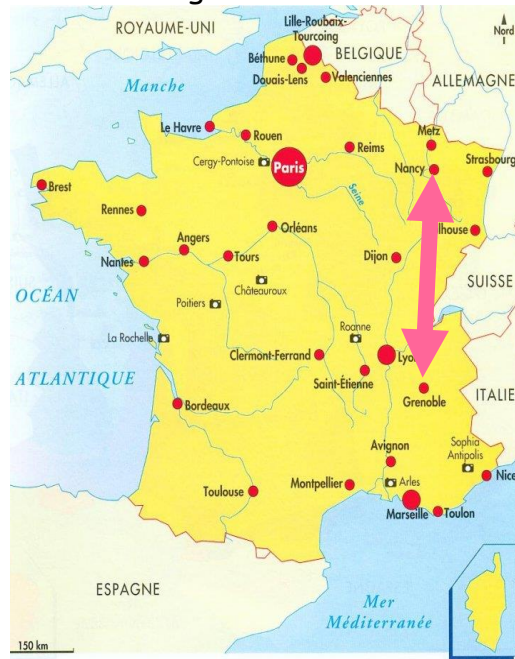 Lille-Roubaix-
Tourcoing
Nord
ROYAUME-UNI
BELGIQUE
Béthune
Douais-Lens
Valenciennes
ALLEMAGNE
Manche
Le Havre
Rouen
Metz
Cergy-Pontoise
Reims
Paris
Nancy
Strasbourg
Brest
Seine
Rennes
Orléans
lhouse
Angers
Nantes
Tours
Dijon
SUISSE
OCÉAN
Châteauroux
Poitiers
Roanne
La Rochelle
Clermont-Ferrand
Lyo
ATLANTIQUE
Saint-Étienne
Grenoble
ITALIE
Bordeaux
Avignon
Sophia
Antipolis
Nice
Toulouse
Montpellier
Arles
Marseille
Toulon
ESPAGNE
Mer
Méditerranée
150 km